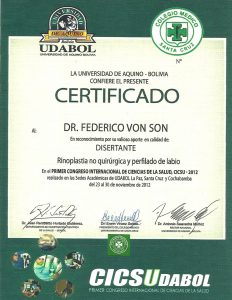 UDABOL
UNIVERSIDAD DE AQUINO BOLIVIA
COLEGIO MEDICO
SANTA CRUZ
Nº
LA UNIVERSIDAD DE AQUINO - BOLIVIA
CONFIERE EL PRESENTE
CERTIFICADO
AL: DR. FEDERICO VON SON
En reconocimiento por su valioso aporte en calidad de
DISERTANTE
Rinoplastia no quirúrgica y perfilado de labio
En el PRIMER CONGRESO INTERNACIONAL DE CIENCIAS DE LA SALUD, CICSU - 2012
realizado en las Sedes Académicas de UDABOL La Paz, Santa Cruz y Cochabamba
del 23 al 30 de noviembre de 2012
CICSUDABOL
PRIMER CONGRESO INTERNACIONAL DE CIENCIAS DE LA SALUD